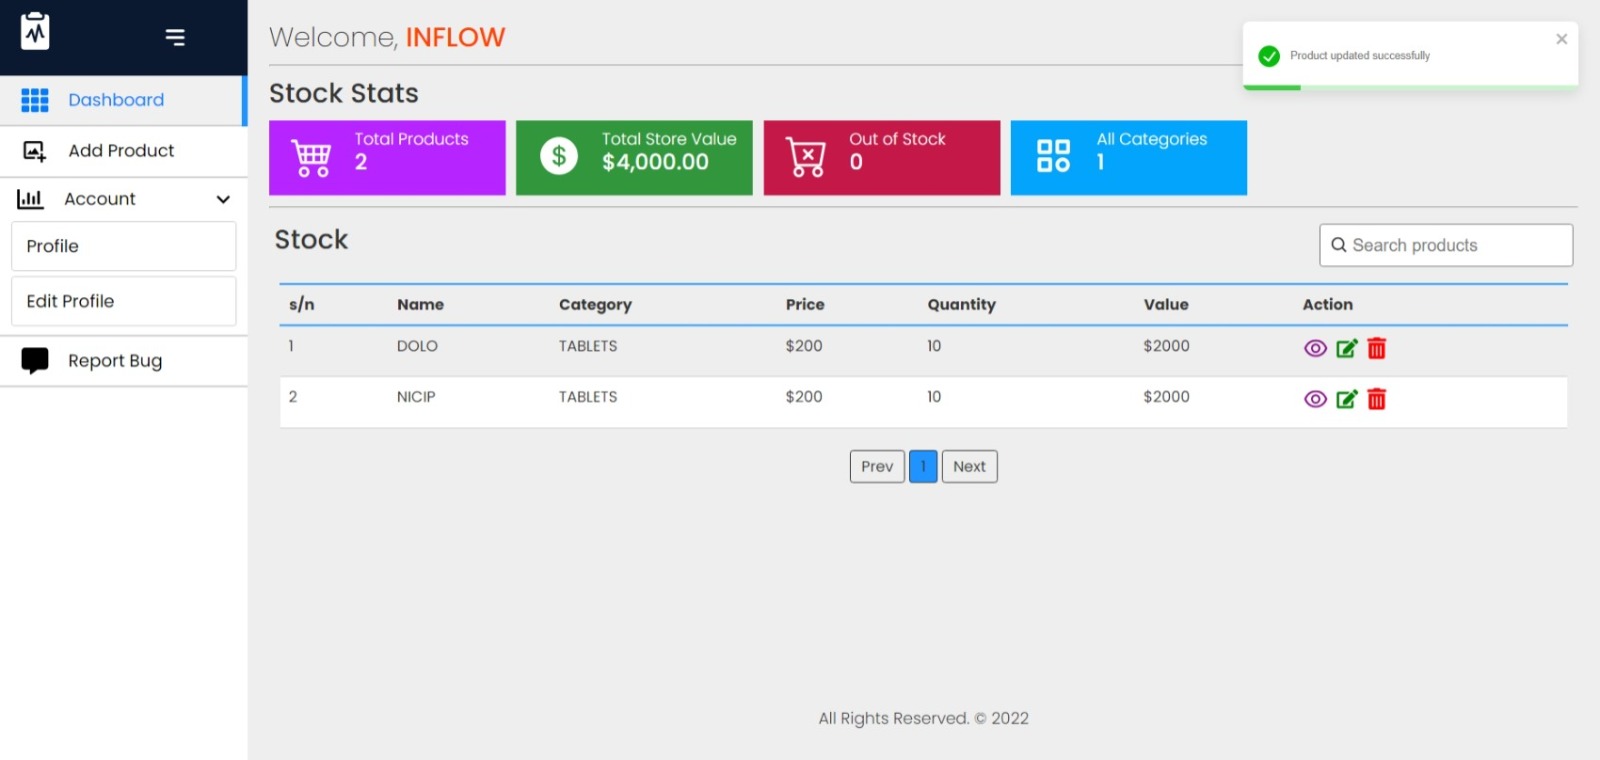 Welcome, INFLOW
Product updated successfully
Dashboard
Add Product
Account
Profile
Edit Profile
Report Bug
Stock Stats
Total Products
2
Total Store Value
$4,000.00
Out of Stock
0
All Categories
1
Stock
Search products
s/n Name Category Price Quantity Value Action
1 DOLO TABLETS $200 10 $2000
2 NICIP TABLETS $200 10 $2000
Prev 1 Next
All Rights Reserved. © 2022